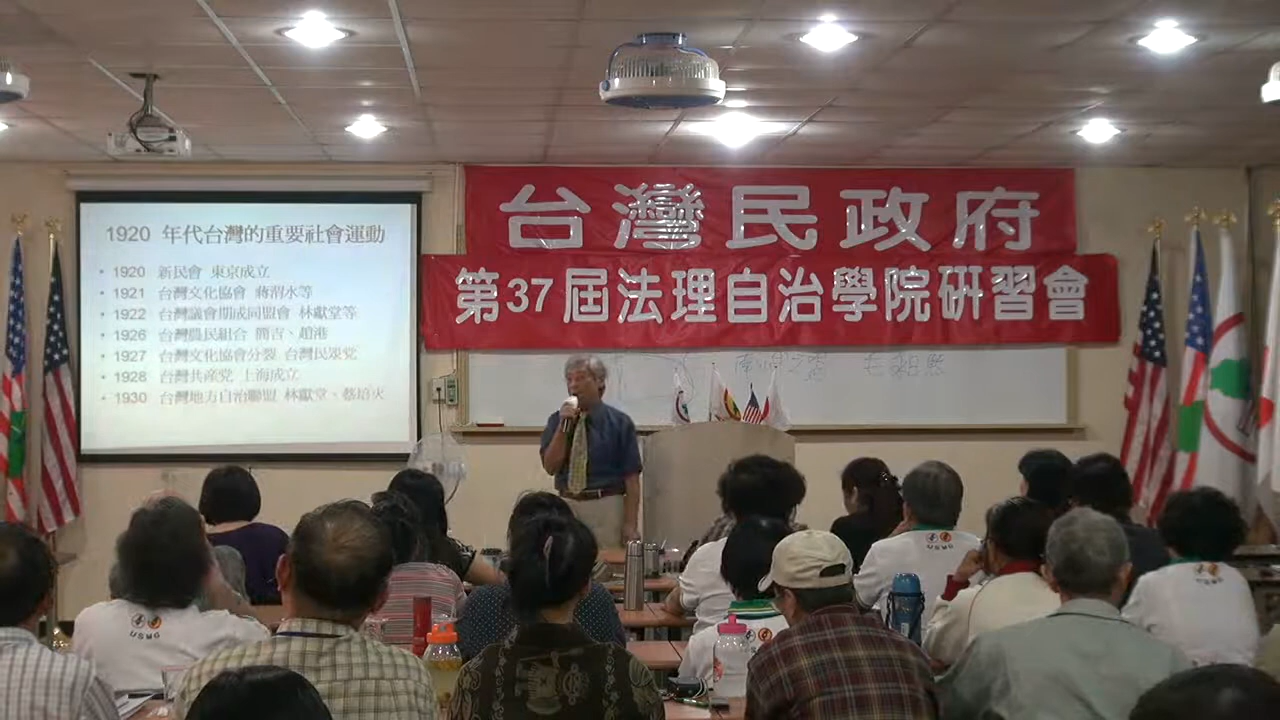 台灣民政府
第37屆法理自治學院研習會
1920 年代台灣的重要社會運動
• 1920 新民會 東京成立
• 1921 台灣文化協會 蔣渭水等
• 1922 台灣議會期成同盟會 林獻堂等
• 1926 台灣農民組合 簡吉、趙港
• 1927 台灣文化協會分裂 台灣民眾党
• 1928 台灣共產党 上海成立
• 1930 台灣地方自治聯盟 林獻堂、蔡培火
USMG
USMG